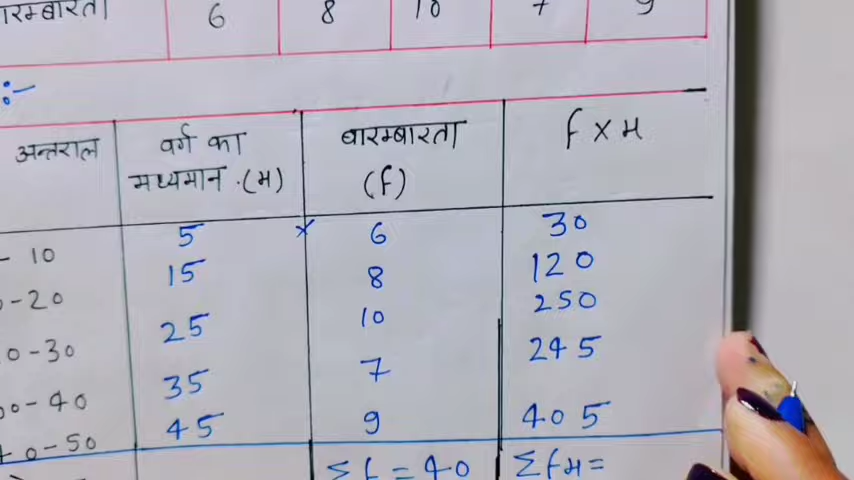 बारम्बारता 6 8 10 7 9
:-
अन्तराल वर्ग का मध्यमान.(म) बारम्बारता (f) f × म
- 10 5 × 6 30
0-20 15 8 120
0-30 25 10 250
0-40 35 7 245
40-50 45 9 405
Σf = 40 Σfम =